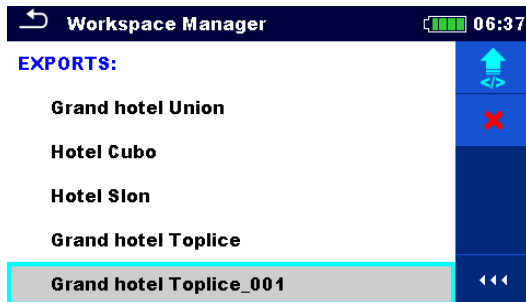 Workspace Manager 06:37
EXPORTS:
Grand hotel Union
</>
Hotel Cubo
Hotel Slon
Grand hotel Toplice
Grand hotel Toplice_001